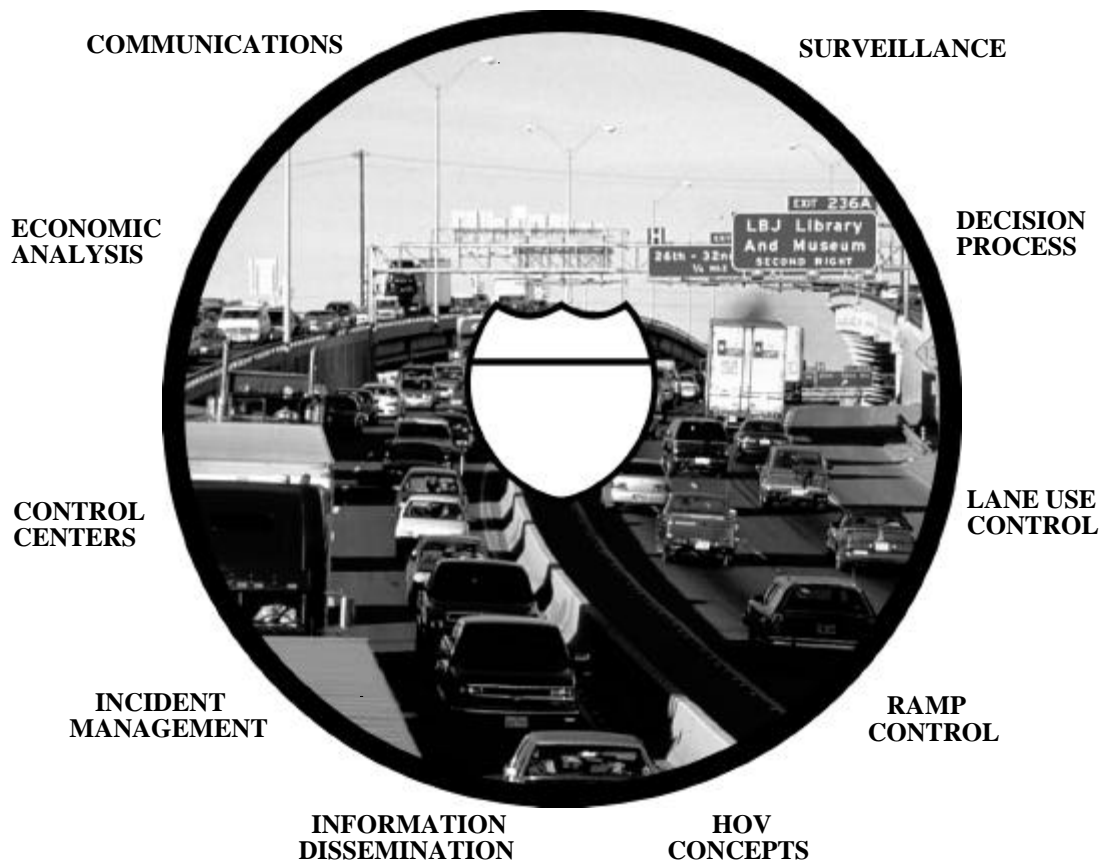 COMMUNICATIONS
SURVEILLANCE
EXIT 236A
LBJ Library
And Museum
SECOND RIGHT
26th - 32nd
ECONOMIC
ANALYSIS
DECISION
PROCESS
CONTROL
CENTERS
LANE USE
CONTROL
INCIDENT
MANAGEMENT
RAMP
CONTROL
INFORMATION
DISSEMINATION
HOV
CONCEPTS